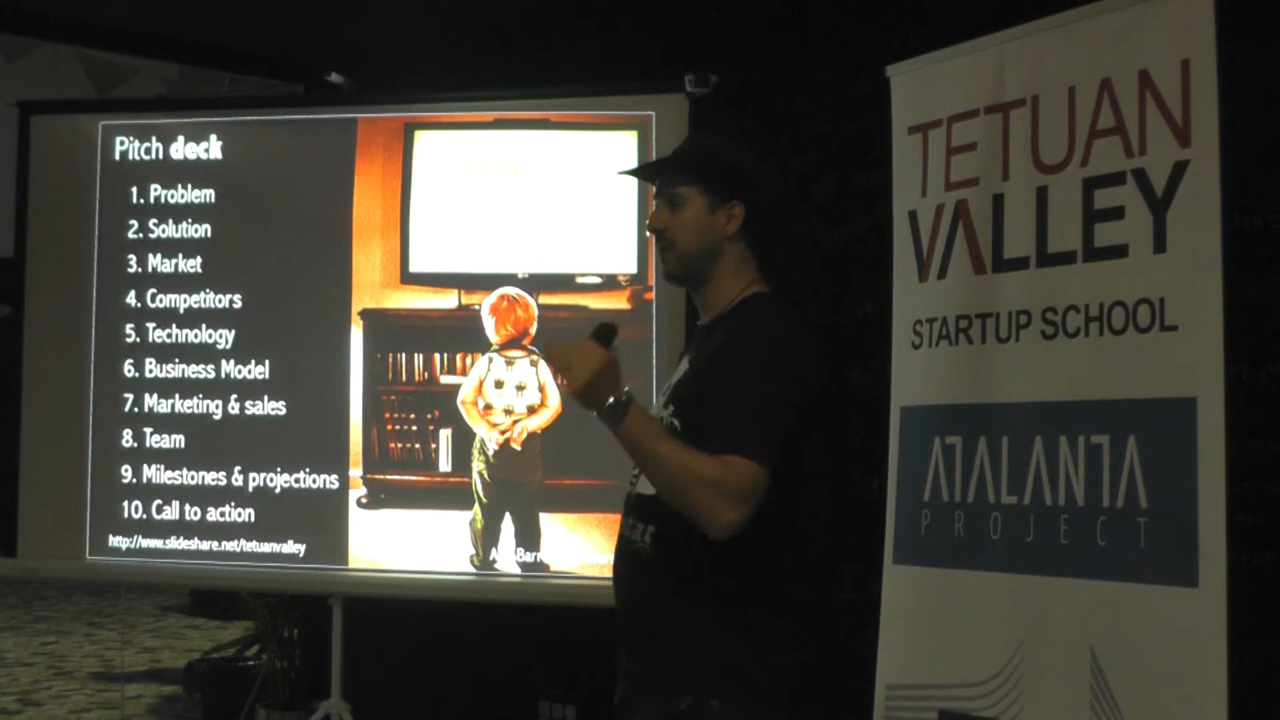 Pitch deck
1. Problem
2. Solution
3. Market
4. Competitors
5. Technology
6. Business Model
7. Marketing & sales
8. Team
9. Milestones & projections
10. Call to action
http://www.slideshare.net/tetuanvalley
TETUAN
VALLEY
STARTUP SCHOOL
ATALANTA
PROJECT